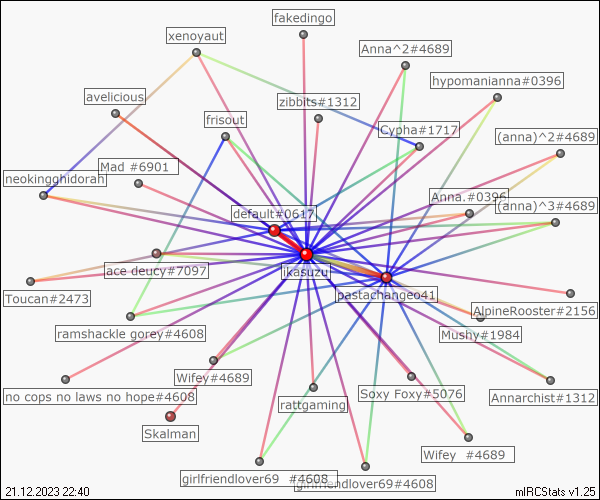 fakedingo
xenoyaut
Anna^2#4689
hypomanianna#0396
avelicious
zibbits#1312
frisout
Cypha#1717
(anna)^2#4689
Mad #6901
neokingghidorah
Anna.#0396
(anna)^3#4689
default#0617
ace deucy#7097
ikasuzu
pastachangeo41
Toucan#2473
AlpineRooster#2156
ramshackle gorey#4608
Mushy#1984
Wifey#4689
no cops no laws no hope#4608
rattgaming
Soxy Foxy#5076
Annarchist#1312
Skalman
Wifey #4689
girlfriendlover69 #4608
girlfriendlover69#4608
21.12.2023 22:40
mIRCStats v1.25